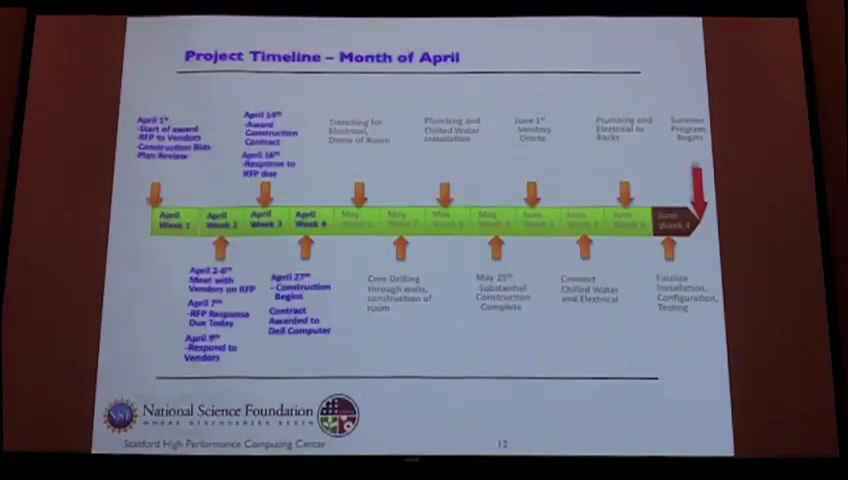 Project Timeline – Month of April
April 1st
-Start of award
-RFP to Vendors
-Construction Bids
-Plan Review
April 14th
-Award
Construction
Contract
April 16th
-Response to
RFP due
Trenching for
Electrical,
Demo of Room
Plumbing and
Chilled Water
Installation
June 1st
Vendors
Onsite
Plumbing and
Electrical to
Racks
Summer
Program
Begins
April
Week 1
April
Week 2
April
Week 3
April
Week 4
May
Week 1
May
Week 2
May
Week 3
May
Week 4
June
Week 1
June
Week 2
June
Week 3
June
Week 4
April 2-6th
Meet with
Vendors on RFP
April 7th
-RFP Response
Due Today
April 9th
-Respond to
Vendors
April 27th
- Construction
Begins
Contract
Awarded to
Dell Computer
Core Drilling
through walls,
construction of
room
May 25th
Substantial
Construction
Complete
Connect
Chilled Water
and Electrical
Finalize
Installation,
Configuration,
Testing
NSF
National Science Foundation
WHERE DISCOVERIES BEGIN
Stanford High Performance Computing Center
12